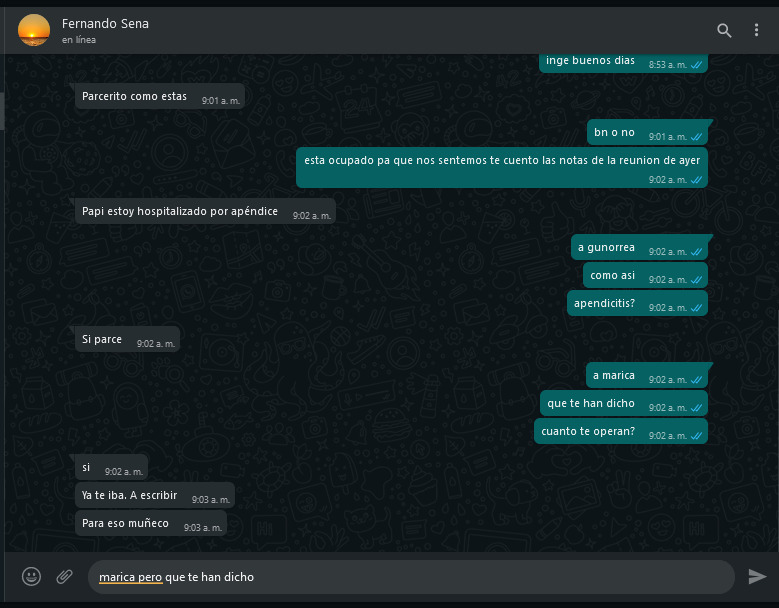 Fernando Sena
en línea
inge buenos dias 8:53 a. m.
Parcerito como estas 9:01 a. m.
bn o no 9:01 a. m.
esta ocupado pa que nos sentemos te cuento las notas de la reunion de ayer
9:02 a. m.
Papi estoy hospitalizado por apéndice 9:02 a. m.
a gunorrea 9:02 a. m.
como asi 9:02 a. m.
apendicitis? 9:02 a. m.
Si parce 9:02 a. m.
a marica 9:02 a. m.
que te han dicho 9:02 a. m.
cuanto te operan? 9:02 a. m.
si 9:02 a. m.
Ya te iba. A escribir 9:03 a. m.
Para eso muñeco 9:03 a. m.
marica pero que te han dicho